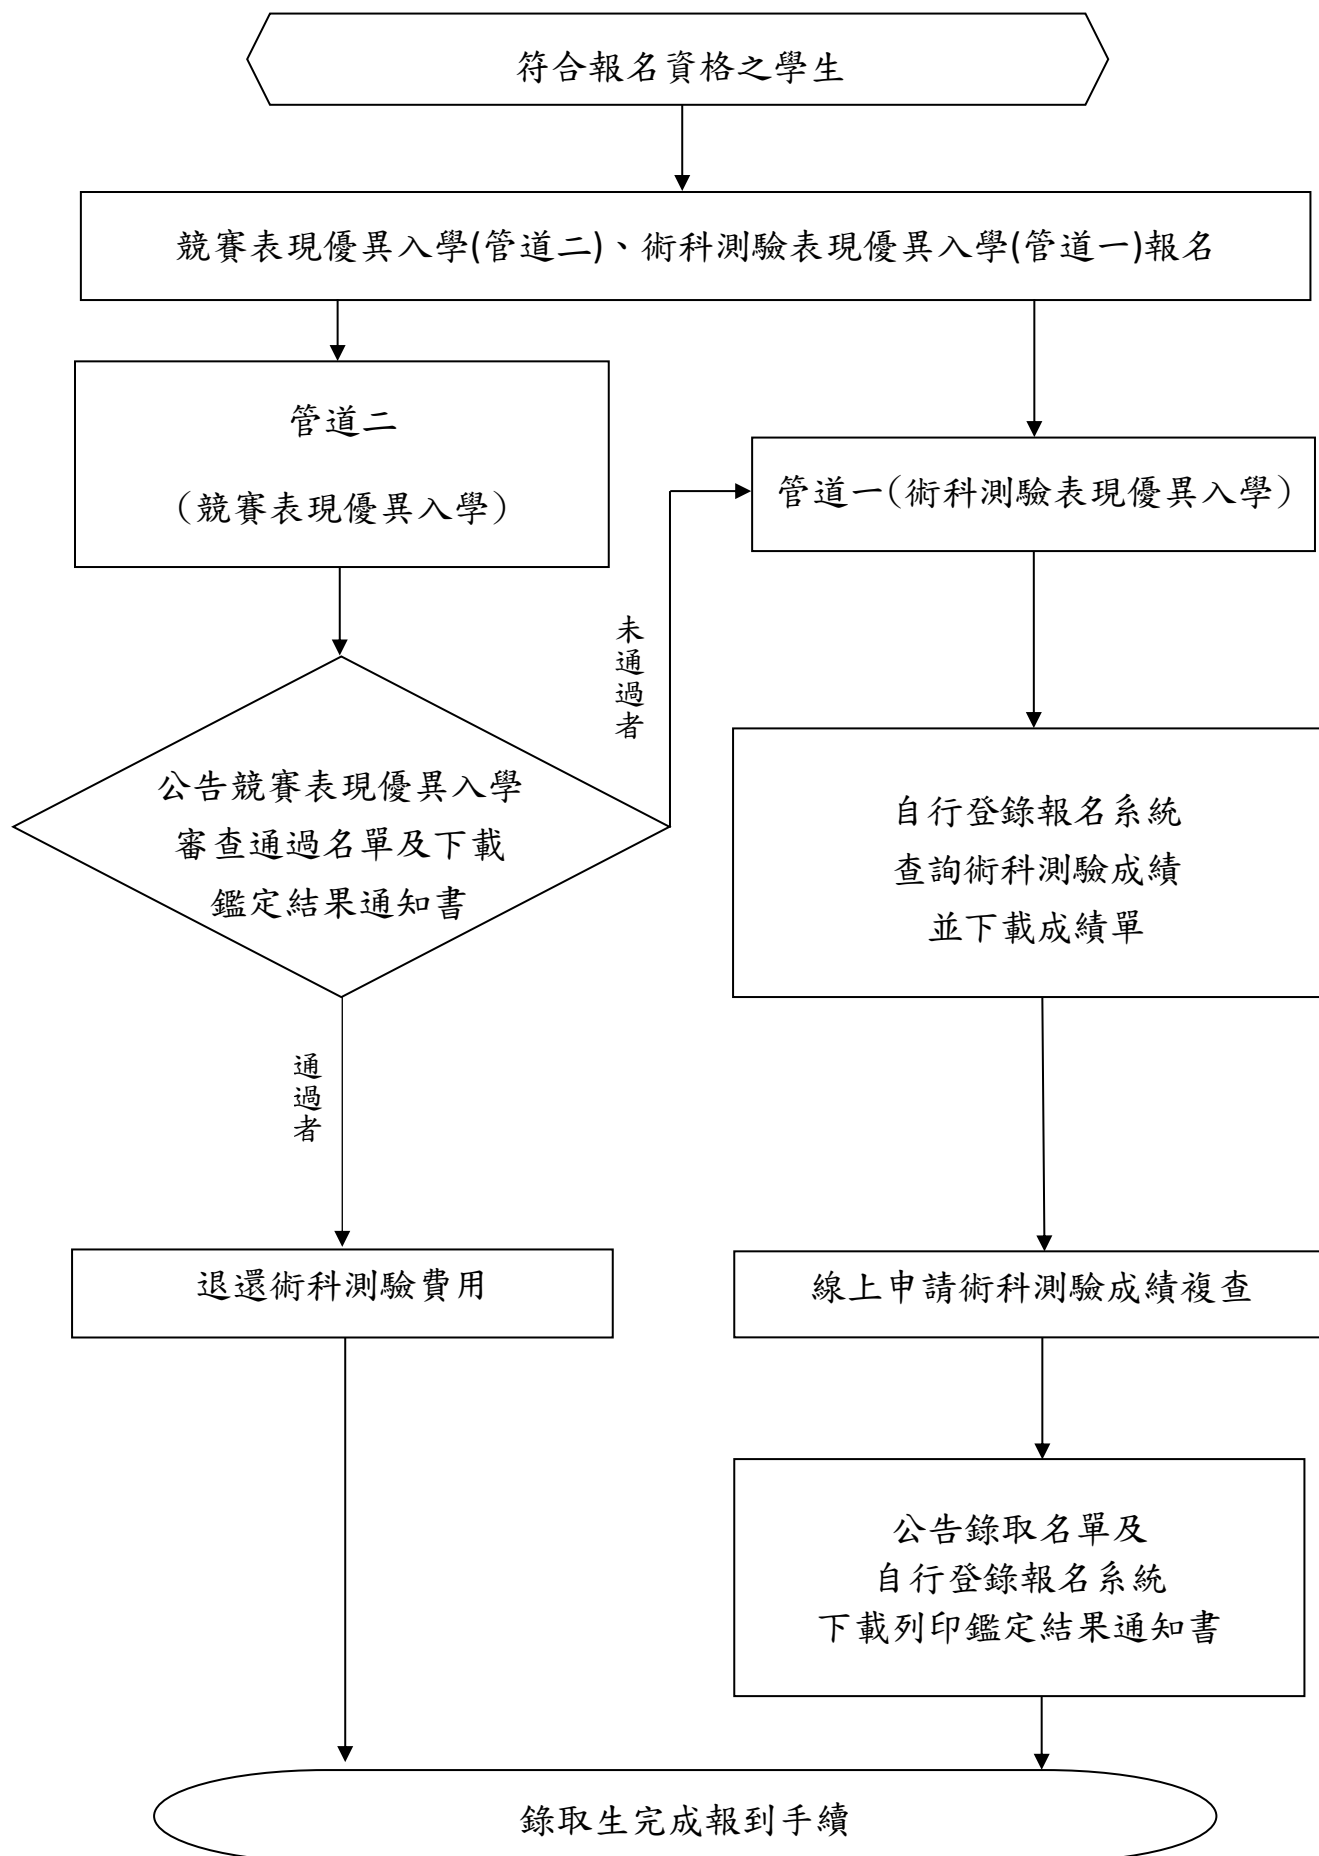 符合報名資格之學生
競賽表現優異入學(管道二)、術科測驗表現優異入學(管道一)報名
管道二
（競賽表現優異入學）
管道一（術科測驗表現優異入學）
未通過者
公告競賽表現優異入學
審查通過名單及下載
鑑定結果通知書
自行登錄報名系統
查詢術科測驗成績
並下載成績單
通過者
退還術科測驗費用
線上申請術科測驗成績複查
公告錄取名單及
自行登錄報名系統
下載列印鑑定結果通知書
錄取生完成報到手續